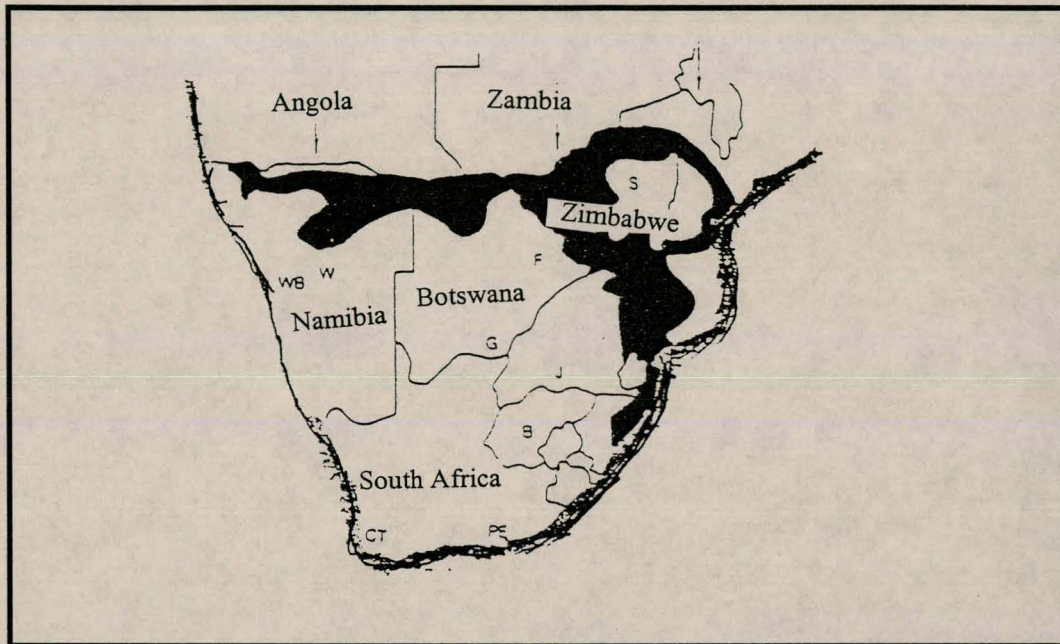 Angola
Zambia
S
Zimbabwe
F
WB
W
Botswana
Namibia
G
J
B
South Africa
CT
PE